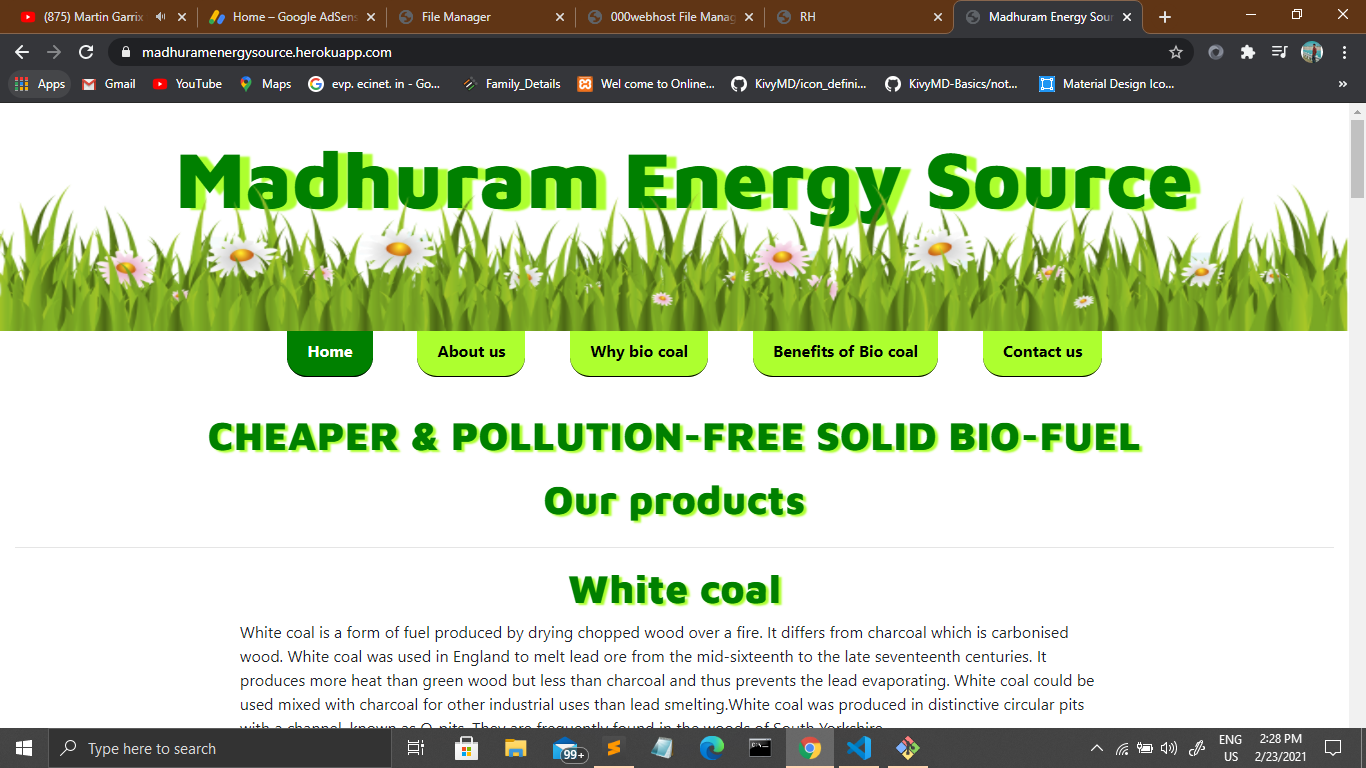 (875) Martin Garrix
Home – Google AdSens
File Manager
000webhost File Manag
RH
Madhuram Energy Sour
madhuramenergysource.herokuapp.com
Apps
Gmail
YouTube
Maps
evp. ecinet. in - Go...
Family_Details
Wel come to Online...
KivyMD/icon_defini...
KivyMD-Basics/not...
Material Design Ico...
»
Madhuram Energy Source
Home
About us
Why bio coal
Benefits of Bio coal
Contact us
CHEAPER & POLLUTION-FREE SOLID BIO-FUEL
Our products
White coal
White coal is a form of fuel produced by drying chopped wood over a fire. It differs from charcoal which is carbonised
wood. White coal was used in England to melt lead ore from the mid-sixteenth to the late seventeenth centuries. It
produces more heat than green wood but less than charcoal and thus prevents the lead evaporating. White coal could be
used mixed with charcoal for other industrial uses than lead smelting.White coal was produced in distinctive circular pits
with a channel, known as Q-pits. They are frequently found in the woods of South Yorkshire.
Type here to search
99+
ENG
US
2:28 PM
2/23/2021